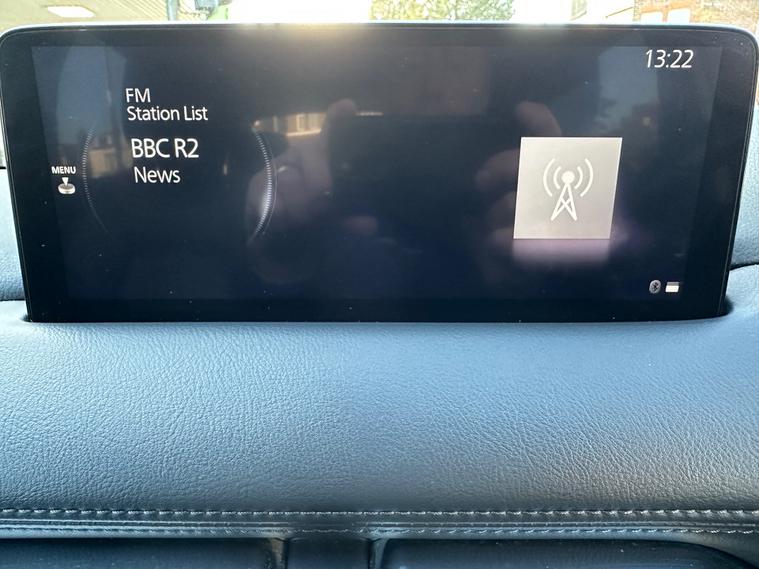 13:22
FM
Station List
BBC R2
News
MENU